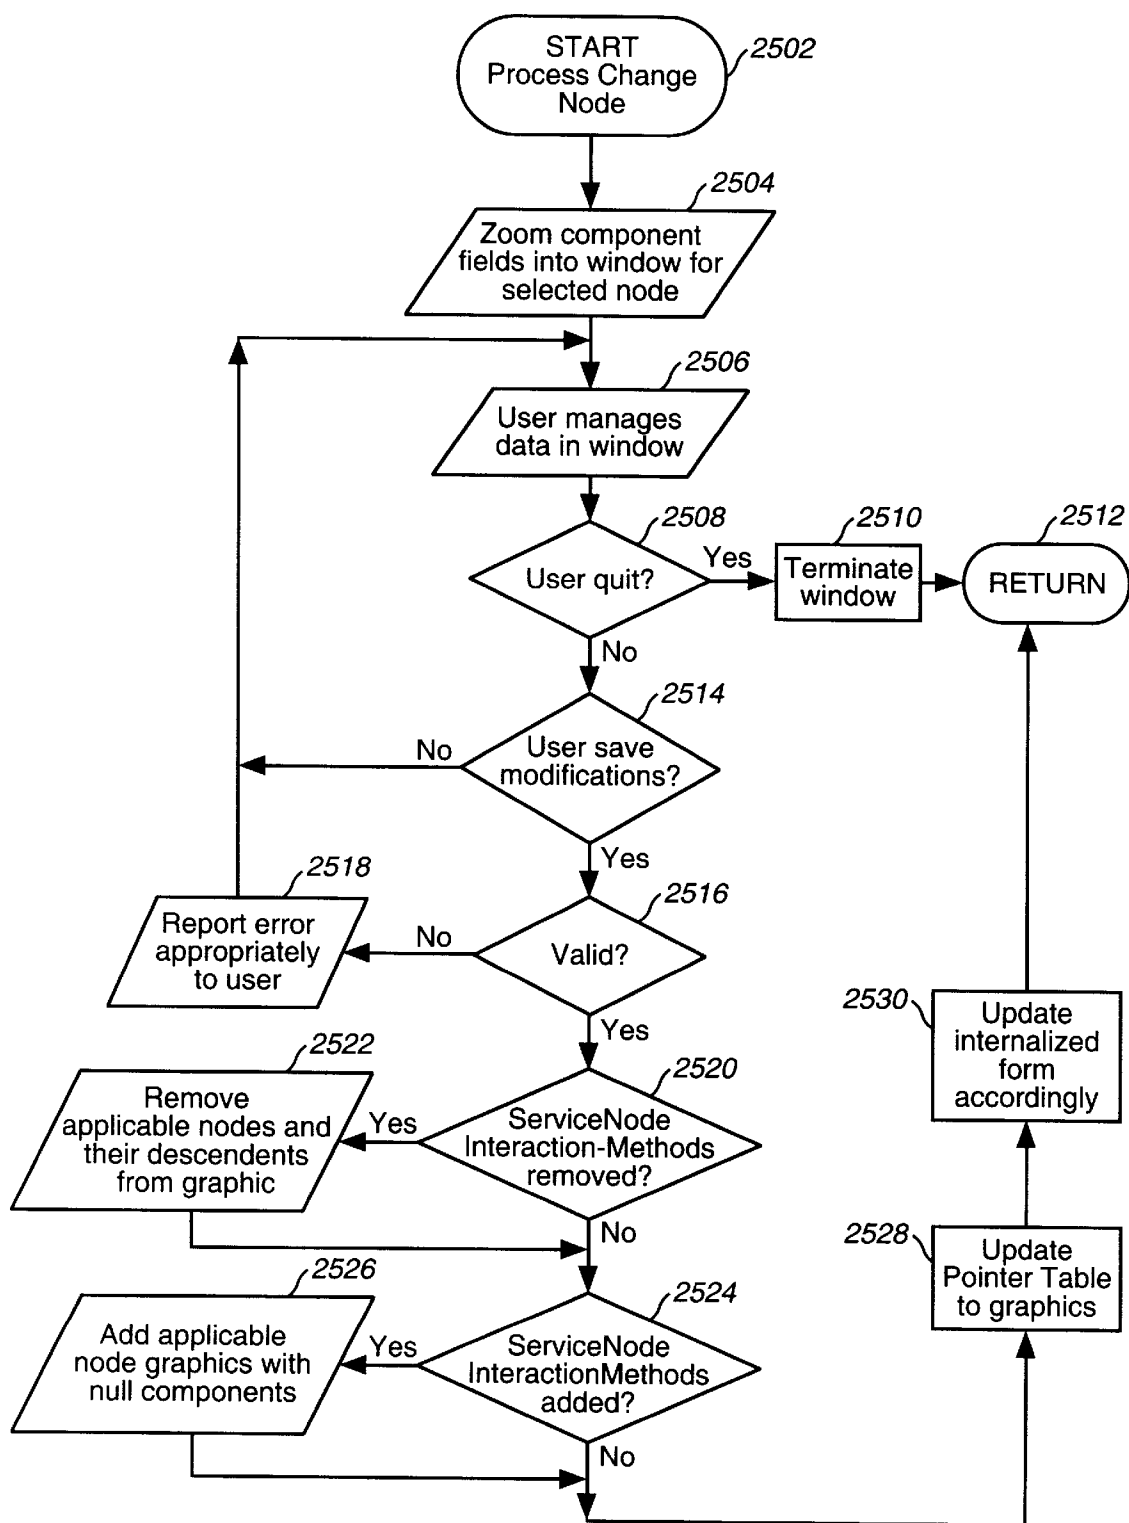 START
Process Change
Node
2502
2504
Zoom component
fields into window for
selected node
2506
User manages
data in window
2508
User quit?
Yes
2510
Terminate
window
2512
RETURN
No
2514
User save
modifications?
No
Yes
2518
Report error
appropriately
to user
2516
Valid?
No
Yes
2530
Update
internalized
form
accordingly
2522
Remove
applicable nodes and
their descendents
from graphic
2520
ServiceNode
Interaction-Methods
removed?
Yes
No
2528
Update
Pointer Table
to graphics
2526
Add applicable
node graphics with
null components
2524
ServiceNode
InteractionMethods
added?
Yes
No